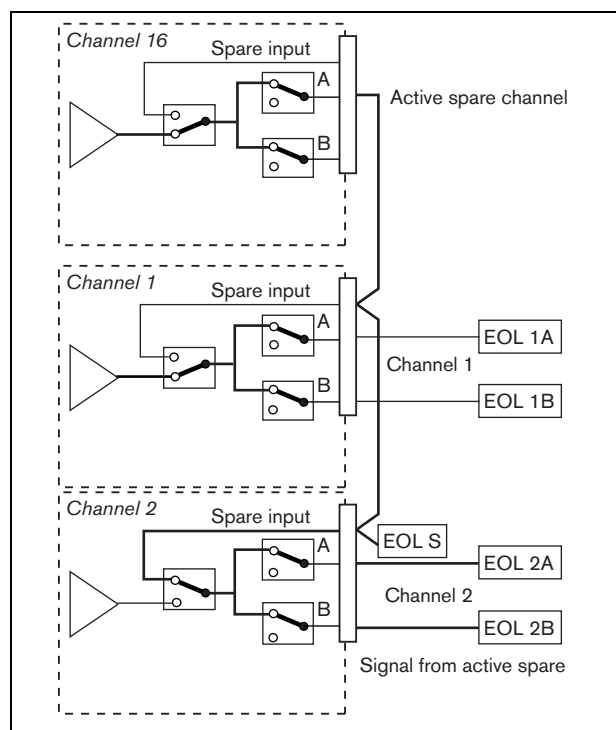 Channel 16
Spare input
A
Active spare channel
B
Channel 1
Spare input
A
EOL 1A
Channel 1
B
EOL 1B
Channel 2
Spare input
EOL S
A
EOL 2A
Channel 2
B
EOL 2B
Signal from active spare